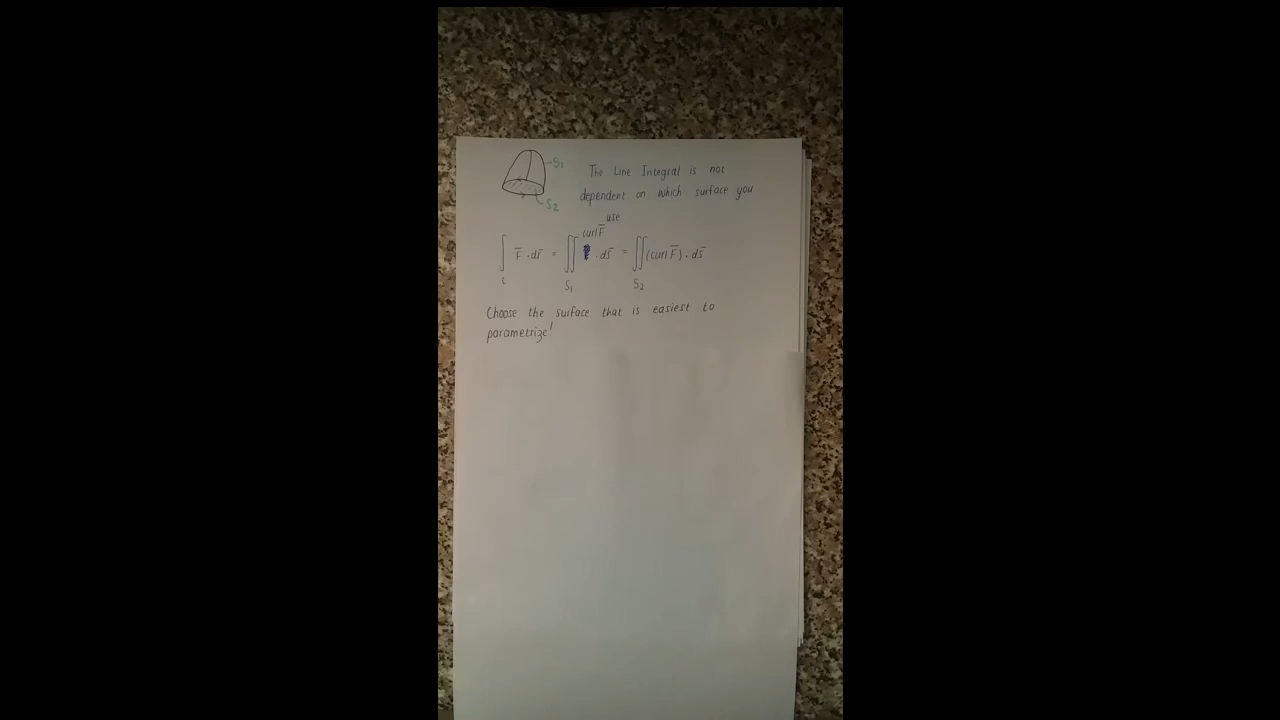 S₁
The Line Integral is not
dependent on which surface you
S₂
use
curl F̄
∫ F̄ · dr̄ = ∬ · ds̄ = ∬ (curl F̄) · ds̄
S₁ S₂
Choose the surface that is easiest to
parametrize!